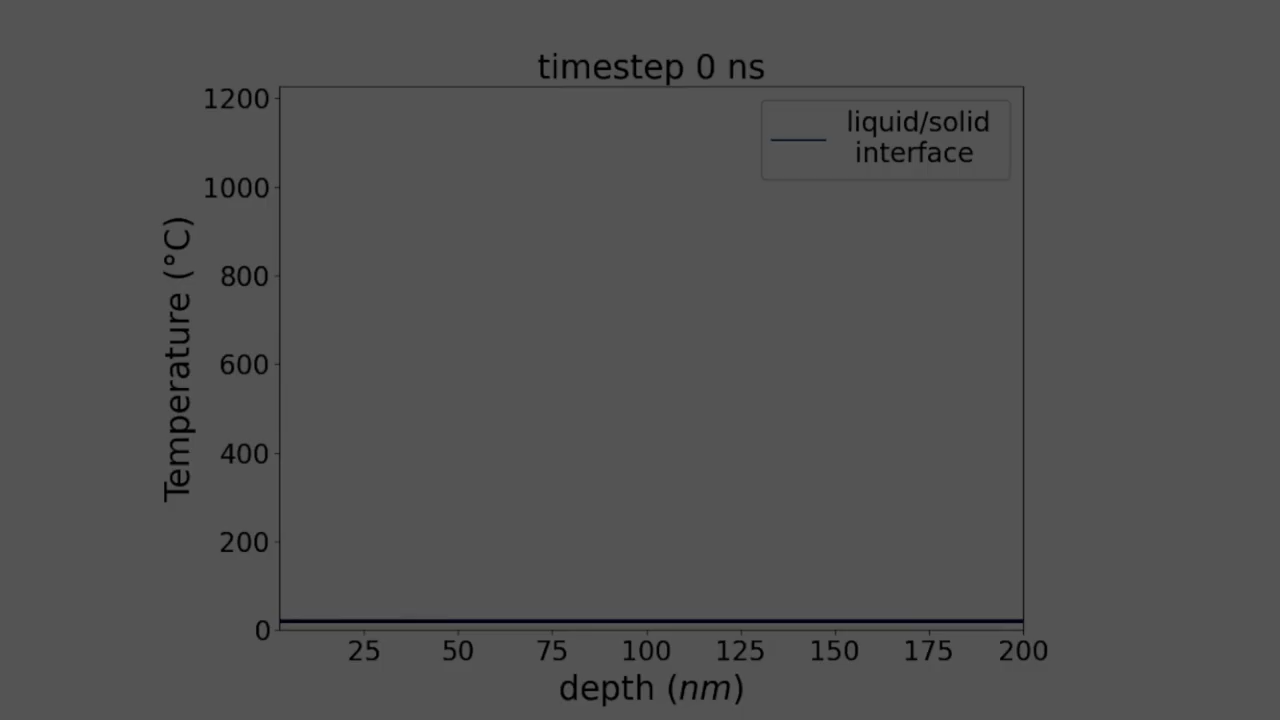 timestep 0 ns
liquid/solid
interface
1200
1000
800
600
400
200
0
Temperature (°C)
25 50 75 100 125 150 175 200
depth (nm)